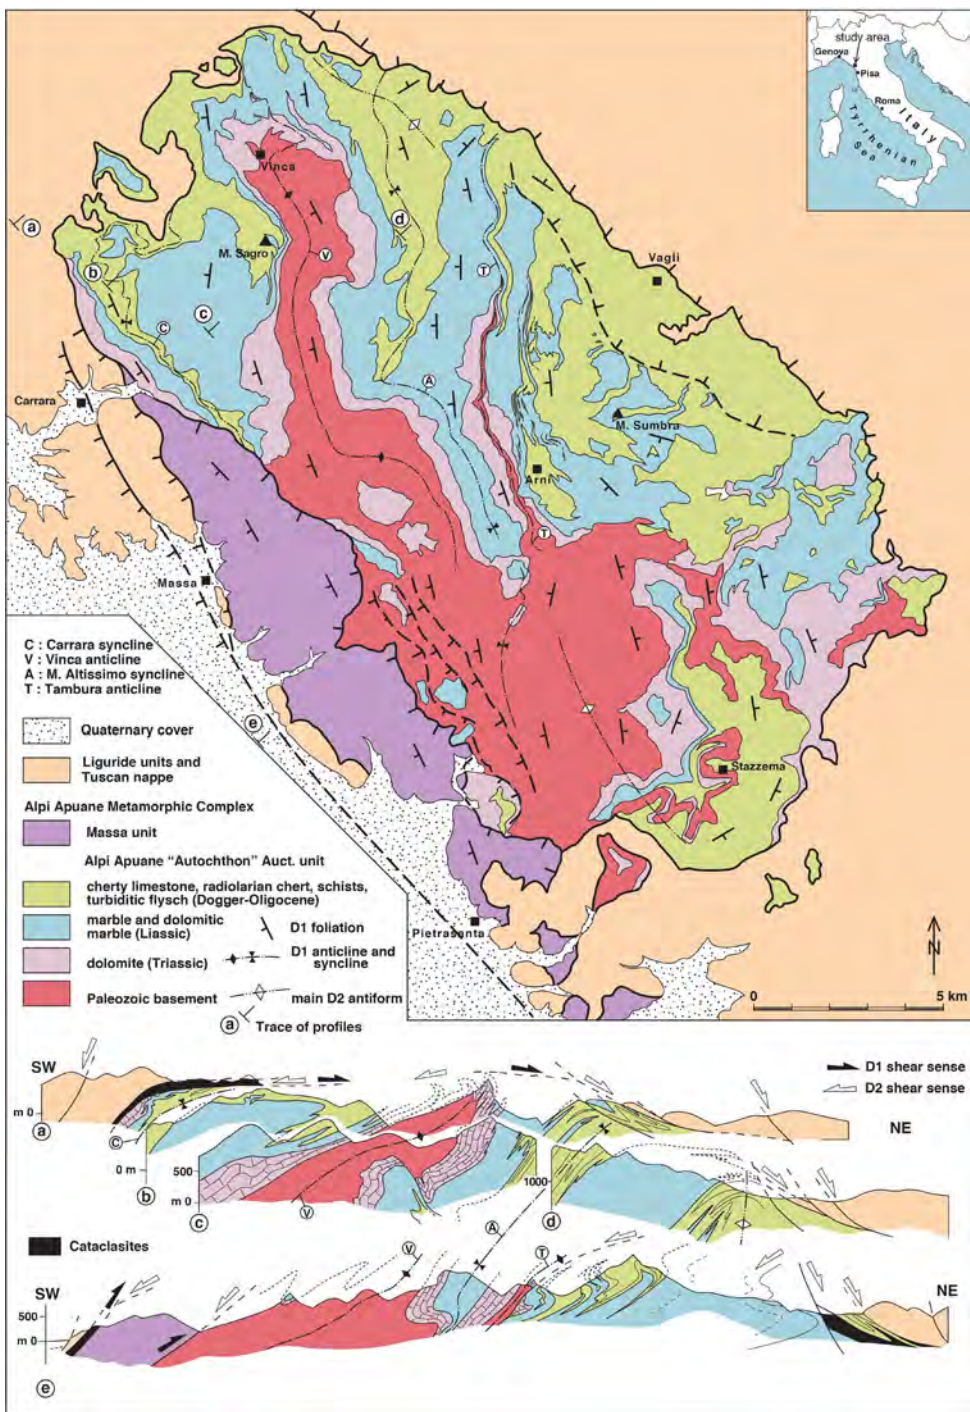 study area
Genova
Pisa
Roma
Italy
Tyrrhenian
Sea
Vinca
a
d
M. Sagro
V
T
Vagli
b
c
C
A
Carrara
M. Sumbra
Arni
T
Massa
C : Carrara syncline
V : Vinca anticline
A : M. Altissimo syncline
T : Tambura anticline
e
Quaternary cover
Liguride units and
Tuscan nappe
Stazzema
Alpi Apuane Metamorphic Complex
Massa unit
Alpi Apuane “Autochthon” Auct. unit
cherty limestone, radiolarian chert, schists,
turbiditic flysch (Dogger-Oligocene)
marble and dolomitic
marble (Liassic)
D1 foliation
Pietrasanta
dolomite (Triassic)
D1 anticline and
syncline
N
Paleozoic basement
main D2 antiform
0 5 km
a Trace of profiles
SW
D1 shear sense
D2 shear sense
m 0
a
C
NE
0 m
b
500
m 0
c
V
1000
d
A
Cataclasites
V
T
SW
NE
500
m 0
e